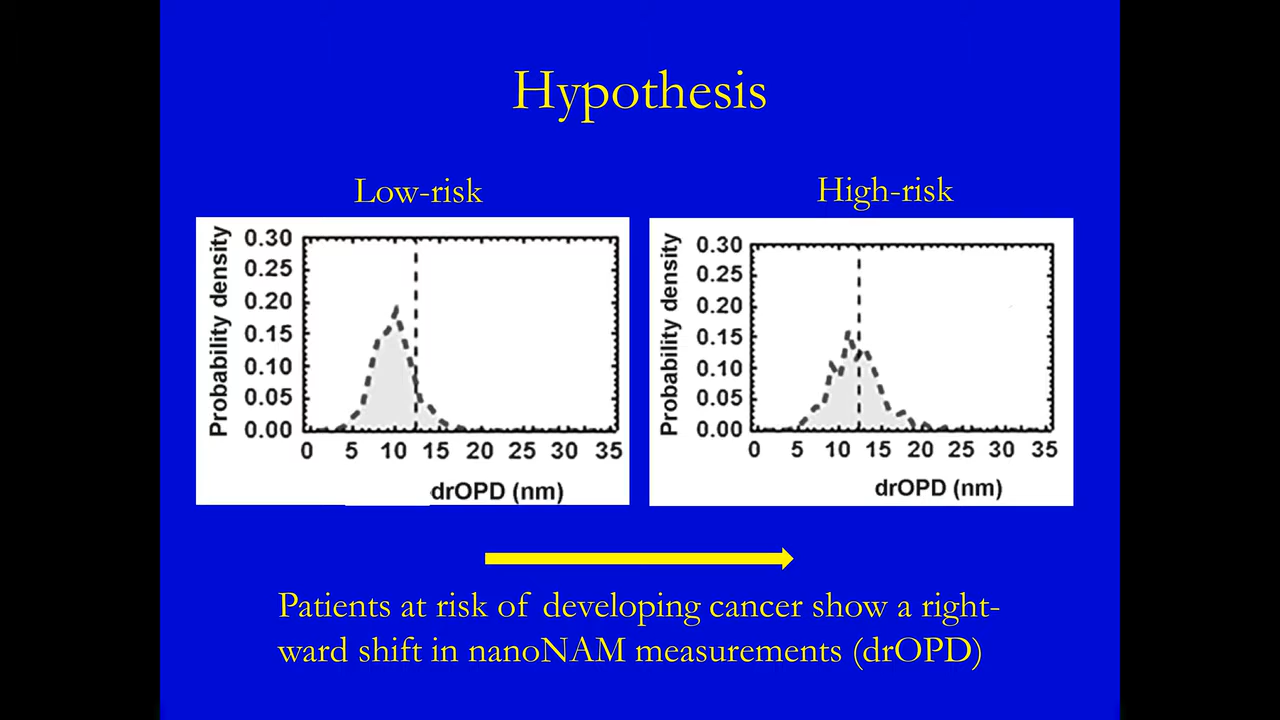 Hypothesis
Low-risk
High-risk
Probability density
0.30
0.25
0.20
0.15
0.10
0.05
0.00
0 5 10 15 20 25 30 35
drOPD (nm)
Probability density
0.30
0.25
0.20
0.15
0.10
0.05
0.00
0 5 10 15 20 25 30 35
drOPD (nm)
Patients at risk of developing cancer show a right-
ward shift in nanoNAM measurements (drOPD)